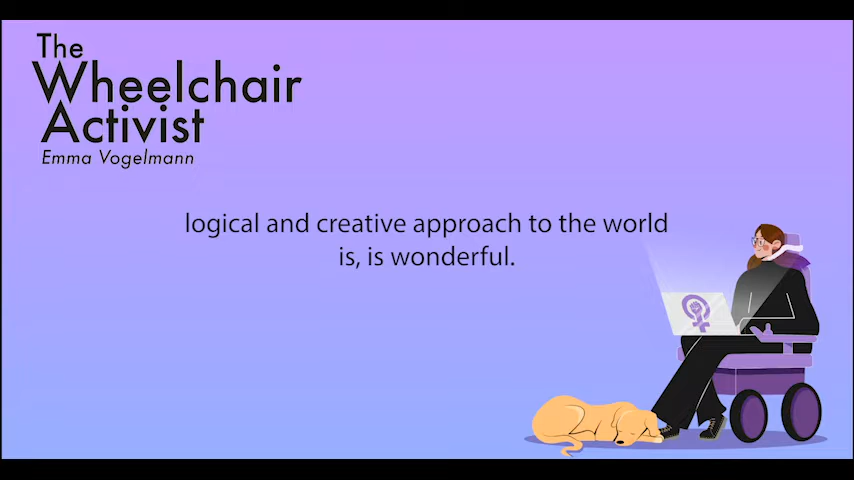 The
Wheelchair
Activist
Emma Vogelmann
logical and creative approach to the world
is, is wonderful.